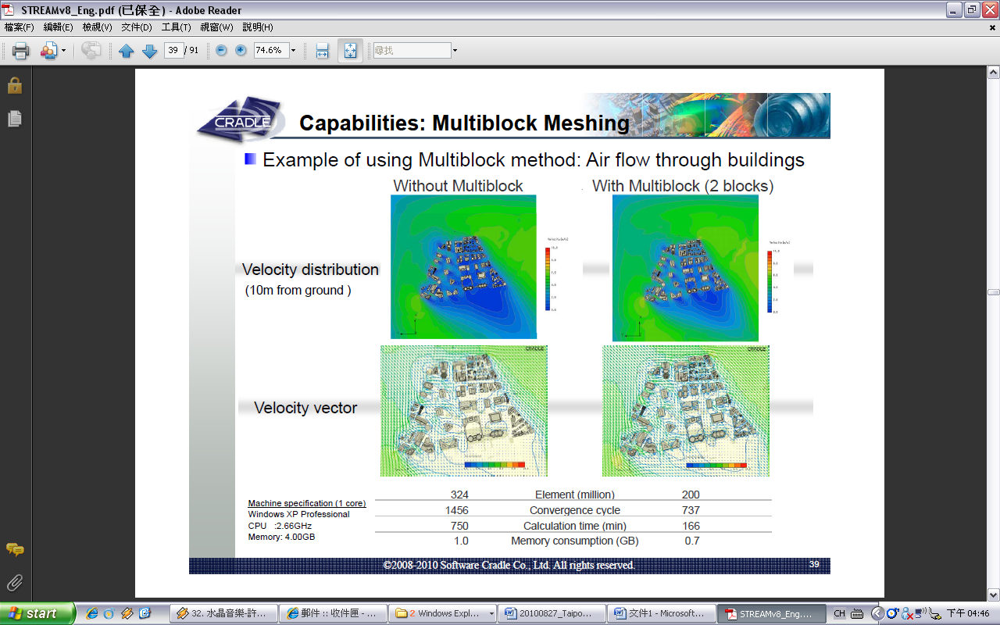 STREAMv8_Eng.pdf (已保全) - Adobe Reader
檔案(F) 編輯(E) 檢視(V) 文件(D) 工具(T) 視窗(W) 說明(H)
39 / 91 74.6% 尋找
CRADLE
Capabilities: Multiblock Meshing
Example of using Multiblock method: Air flow through buildings
Without Multiblock With Multiblock (2 blocks)
Velocity distribution
(10m from ground )
CRADLE CRADLE
Velocity vector
324 Element (million) 200
1456 Convergence cycle 737
750 Calculation time (min) 166
1.0 Memory consumption (GB) 0.7
Machine specification (1 core)
Windows XP Professional
CPU :2.66GHz
Memory: 4.00GB
©2008-2010 Software Cradle Co., Ltd. All rights reserved. 39
start 32. 水晶音樂-許... 郵件 :: 收件匣 - ... 2 Windows Expl... 20100827_Taipo... 文件1 - Microsoft... STREAMv8_Eng.... CH 下午 04:46